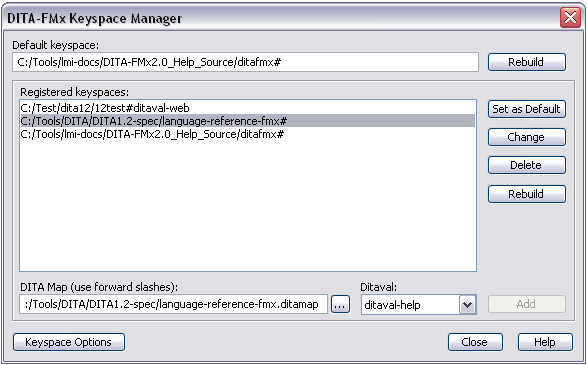 DITA-FMx Keyspace Manager
Default keyspace:
C:/Tools/lmi-docs/DITA-FMx2.0_Help_Source/ditafmx#
Rebuild
Registered keyspaces:
C:/Test/dita12/12test#ditaval-web
C:/Tools/DITA/DITA1.2-spec/language-reference-fmx#
C:/Tools/lmi-docs/DITA-FMx2.0_Help_Source/ditafmx#
Set as Default
Change
Delete
Rebuild
DITA Map (use forward slashes):
:/Tools/DITA/DITA1.2-spec/language-reference-fmx.ditamap
...
Ditaval:
ditaval-help
Add
Keyspace Options
Close
Help